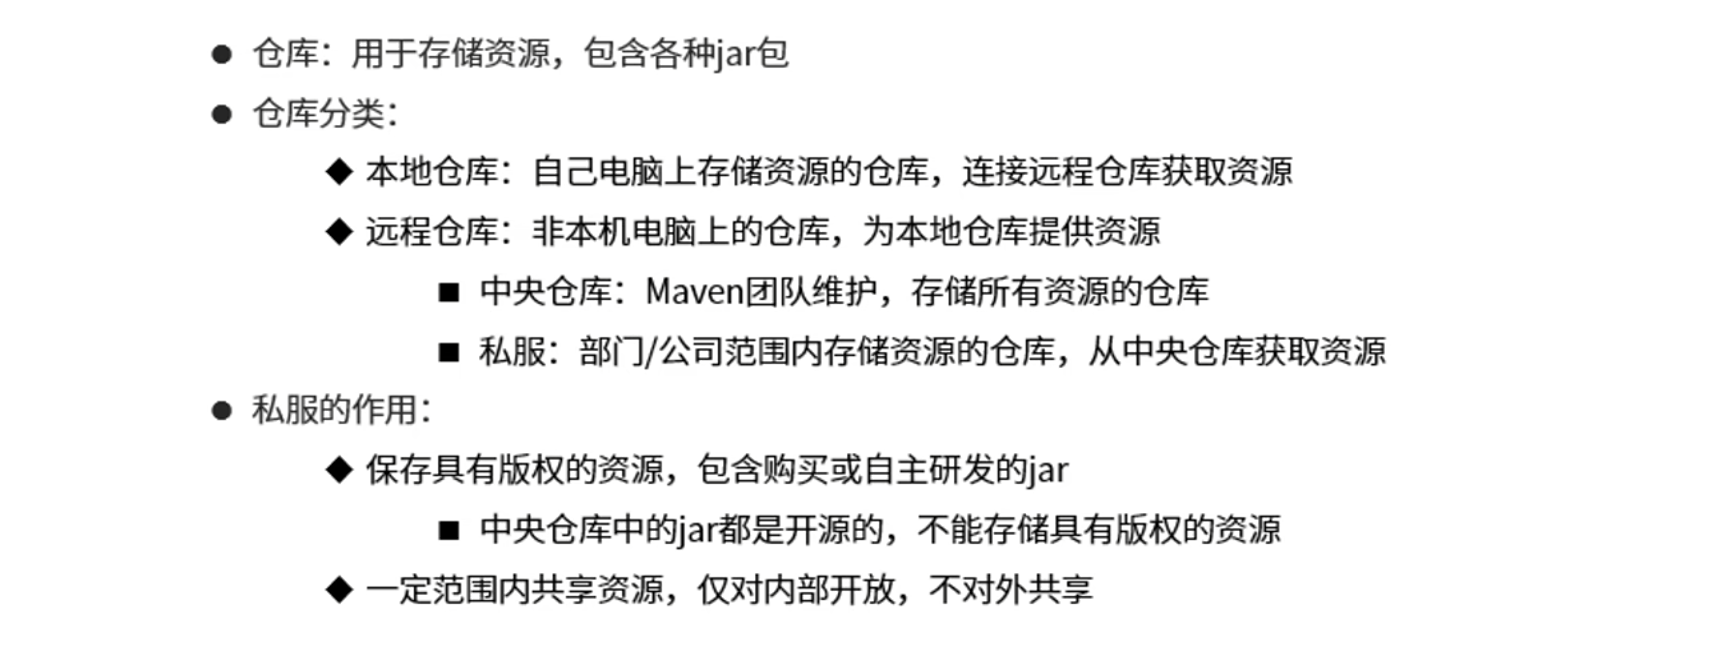 ● 仓库：用于存储资源，包含各种jar包
● 仓库分类：
◆ 本地仓库：自己电脑上存储资源的仓库，连接远程仓库获取资源
◆ 远程仓库：非本机电脑上的仓库，为本地仓库提供资源
■ 中央仓库：Maven团队维护，存储所有资源的仓库
■ 私服：部门/公司范围内存储资源的仓库，从中央仓库获取资源
● 私服的作用：
◆ 保存具有版权的资源，包含购买或自主研发的jar
■ 中央仓库中的jar都是开源的，不能存储具有版权的资源
◆ 一定范围内共享资源，仅对内部开放，不对外共享